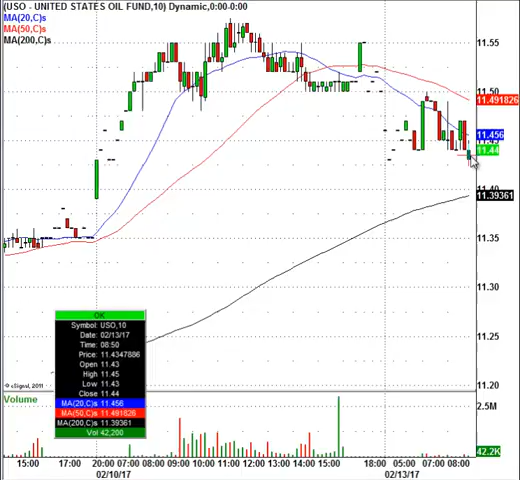 (USO - UNITED STATES OIL FUND,10) Dynamic,0:00-0:00
MA(20,C)s
MA(50,C)s
MA(200,C)s
11.55
11.50
11.491826
11.456
11.44
11.40
11.39361
11.35
11.30
11.25
11.20
OK
Symbol: USO,10
Date: 02/13/17
Time: 08:50
Price: 11.4347886
Open 11.43
High 11.45
Low 11.43
Close 11.44
MA(20,C)s 11.456
MA(50,C)s 11.491826
MA(200,C)s 11.39361
Vol 42,200
© eSignal, 2011
Volume
2.5M
42.2K
15:00 17:00 20:00 07:00 08:00 09:00 10:00 11:00 12:00 13:00 14:00 15:00 18:00 05:00 07:00 08:00
02/10/17 02/13/17